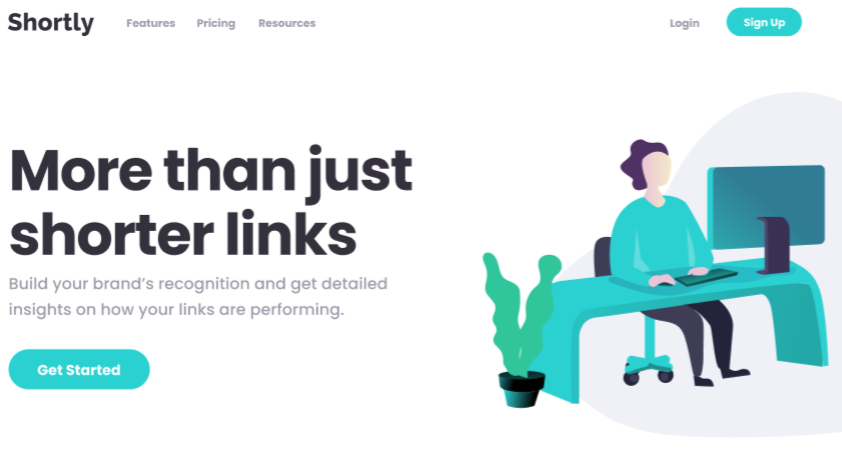 Shortly
Features Pricing Resources
Login Sign Up
More than just
shorter links
Build your brand’s recognition and get detailed
insights on how your links are performing.
Get Started